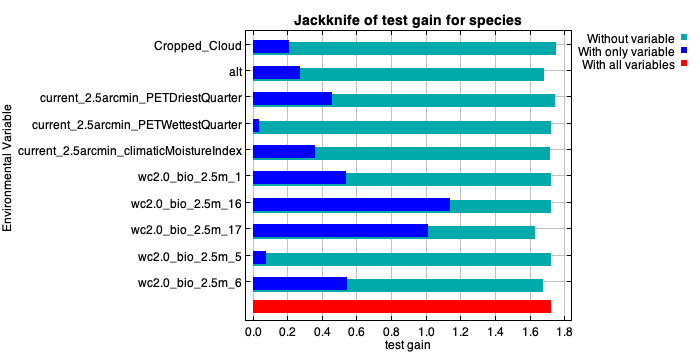 Jackknife of test gain for species
Without variable
With only variable
With all variables
Environmental Variable
Cropped_Cloud
alt
current_2.5arcmin_PETDriestQuarter
current_2.5arcmin_PETWettestQuarter
current_2.5arcmin_climaticMoistureIndex
wc2.0_bio_2.5m_1
wc2.0_bio_2.5m_16
wc2.0_bio_2.5m_17
wc2.0_bio_2.5m_5
wc2.0_bio_2.5m_6
0.0 0.2 0.4 0.6 0.8 1.0 1.2 1.4 1.6 1.8
test gain